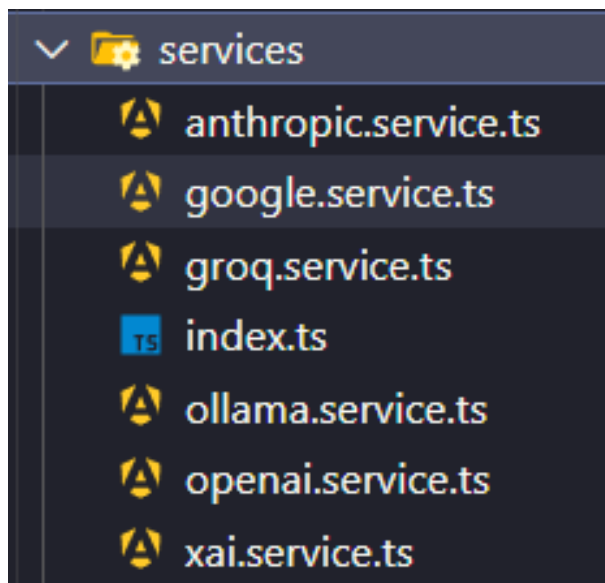 services
anthropic.service.ts
google.service.ts
groq.service.ts
TS index.ts
ollama.service.ts
openai.service.ts
xai.service.ts